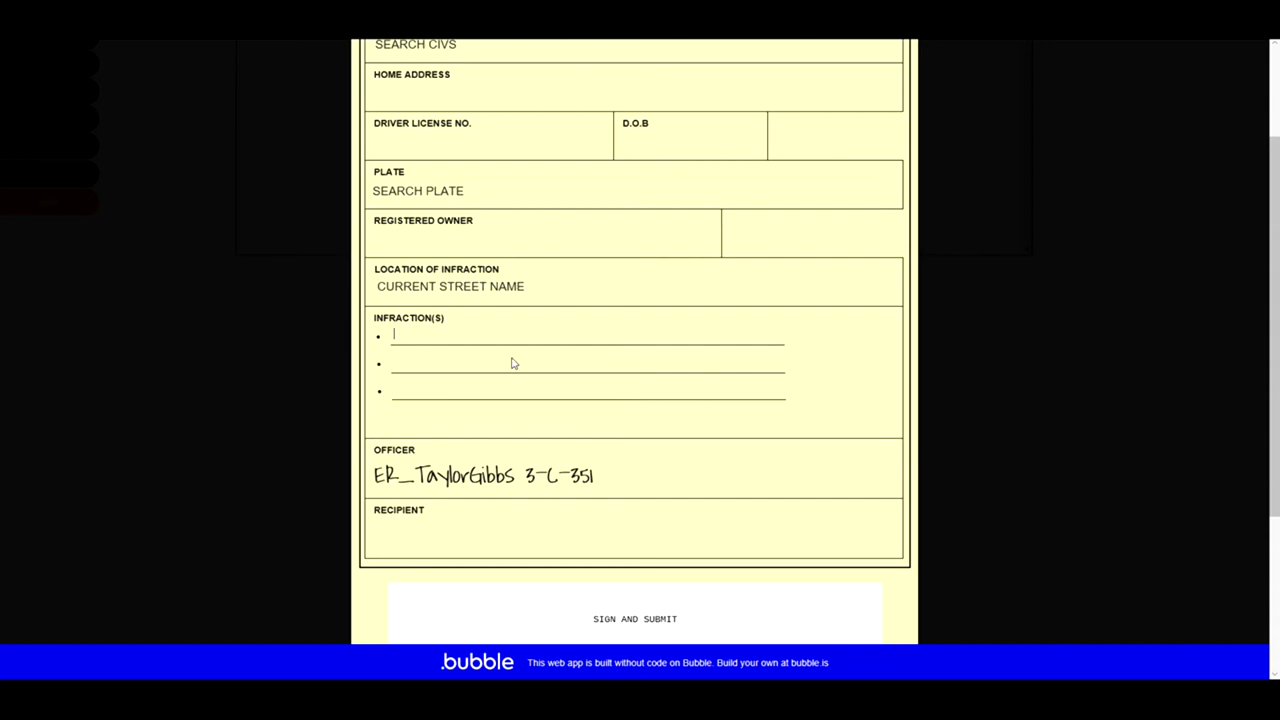 SEARCH CIVS
HOME ADDRESS
DRIVER LICENSE NO. D.O.B
PLATE
SEARCH PLATE
REGISTERED OWNER
LOCATION OF INFRACTION
CURRENT STREET NAME
INFRACTION(S)
OFFICER
ER_TaylorGibbs 3-C-351
RECIPIENT
SIGN AND SUBMIT
.bubble This web app is built without code on Bubble. Build your own at bubble.is